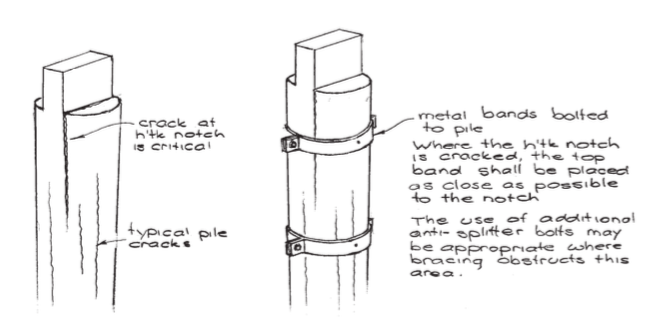 crack at
h'tk notch
is critical
typical pile
cracks
metal bands bolted
to pile
Where the h'tk notch
is cracked, the top
band shall be placed
as close as possible
to the notch
The use of additional
anti-splitter bolts may
be appropriate where
bracing obstructs this
area.